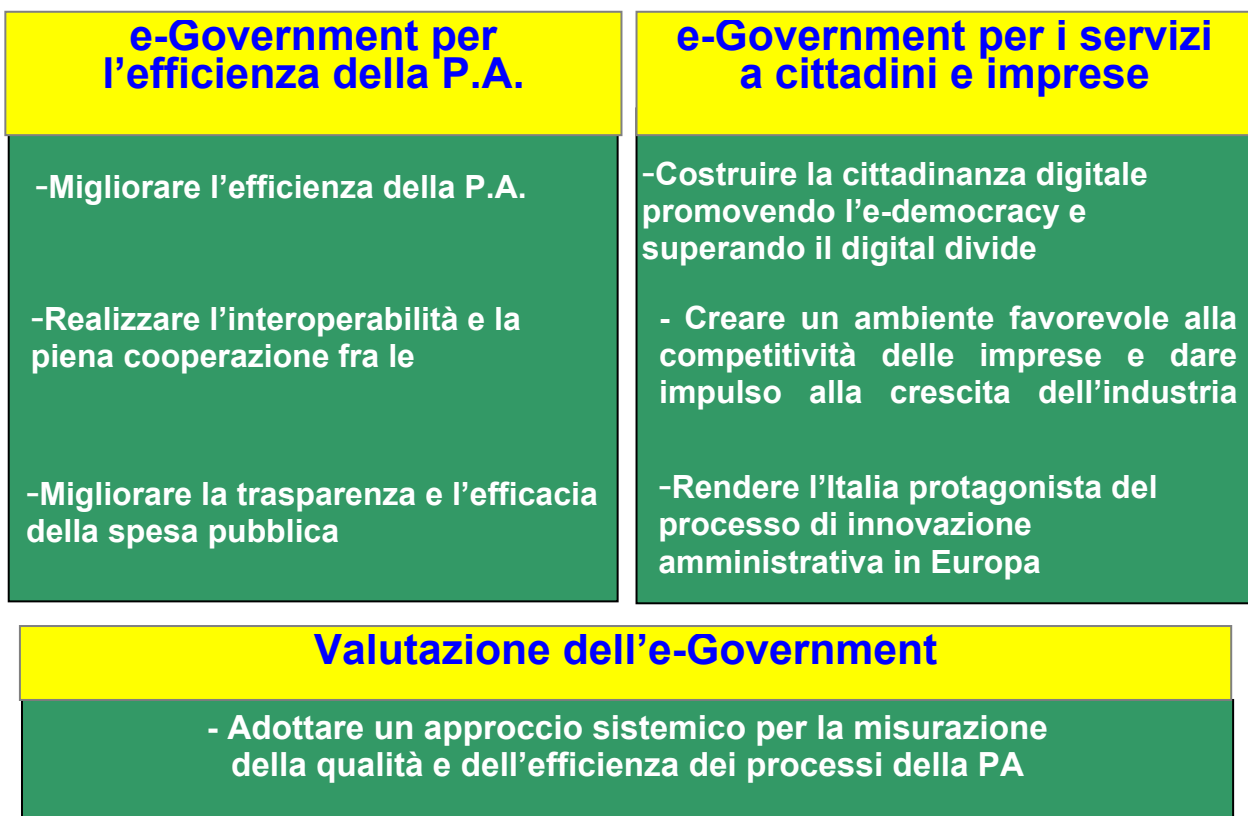 e-Government per
l’efficienza della P.A.
-Migliorare l’efficienza della P.A.
-Realizzare l’interoperabilità e la
piena cooperazione fra le
-Migliorare la trasparenza e l’efficacia
della spesa pubblica
e-Government per i servizi
a cittadini e imprese
-Costruire la cittadinanza digitale
promovendo l’e-democracy e
superando il digital divide
- Creare un ambiente favorevole alla
competitività delle imprese e dare
impulso alla crescita dell’industria
-Rendere l’Italia protagonista del
processo di innovazione
amministrativa in Europa
Valutazione dell’e-Government
- Adottare un approccio sistemico per la misurazione
della qualità e dell’efficienza dei processi della PA